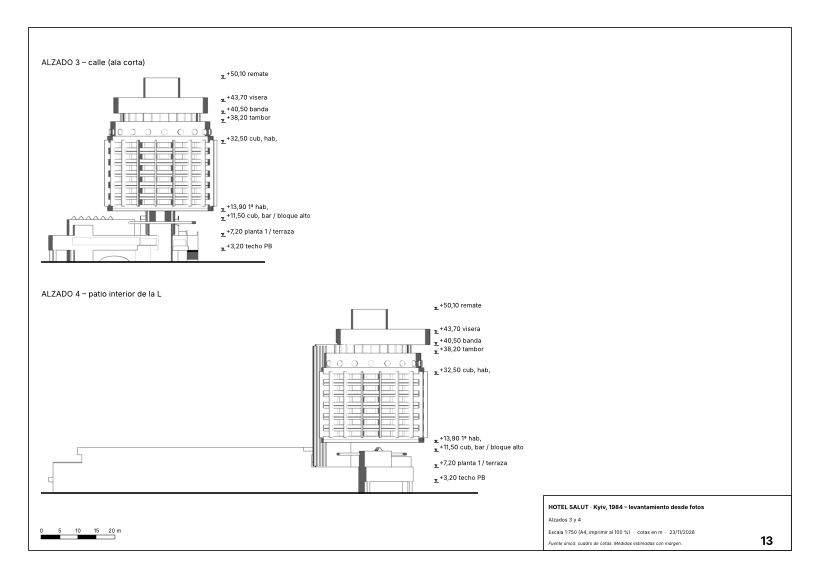 ALZADO 3 – calle (ala corta)
+50,10 remate
+43,70 visera
+40,50 banda
+38,20 tambor
+32,50 cub, hab,
+13,90 1ª hab,
+11,50 cub, bar / bloque alto
+7,20 planta 1 / terraza
+3,20 techo PB
ALZADO 4 – patio interior de la L
+50,10 remate
+43,70 visera
+40,50 banda
+38,20 tambor
+32,50 cub, hab,
+13,90 1ª hab,
+11,50 cub, bar / bloque alto
+7,20 planta 1 / terraza
+3,20 techo PB
0 5 10 15 20 m
HOTEL SALUT · Kyiv, 1984 – levantamiento desde fotos
Alzados 3 y 4
Escala 1:750 (A4, imprimir al 100 %) · cotas en m · 23/11/2026
Fuente única: cuadro de cotas. Medidas estimadas con margen.
13